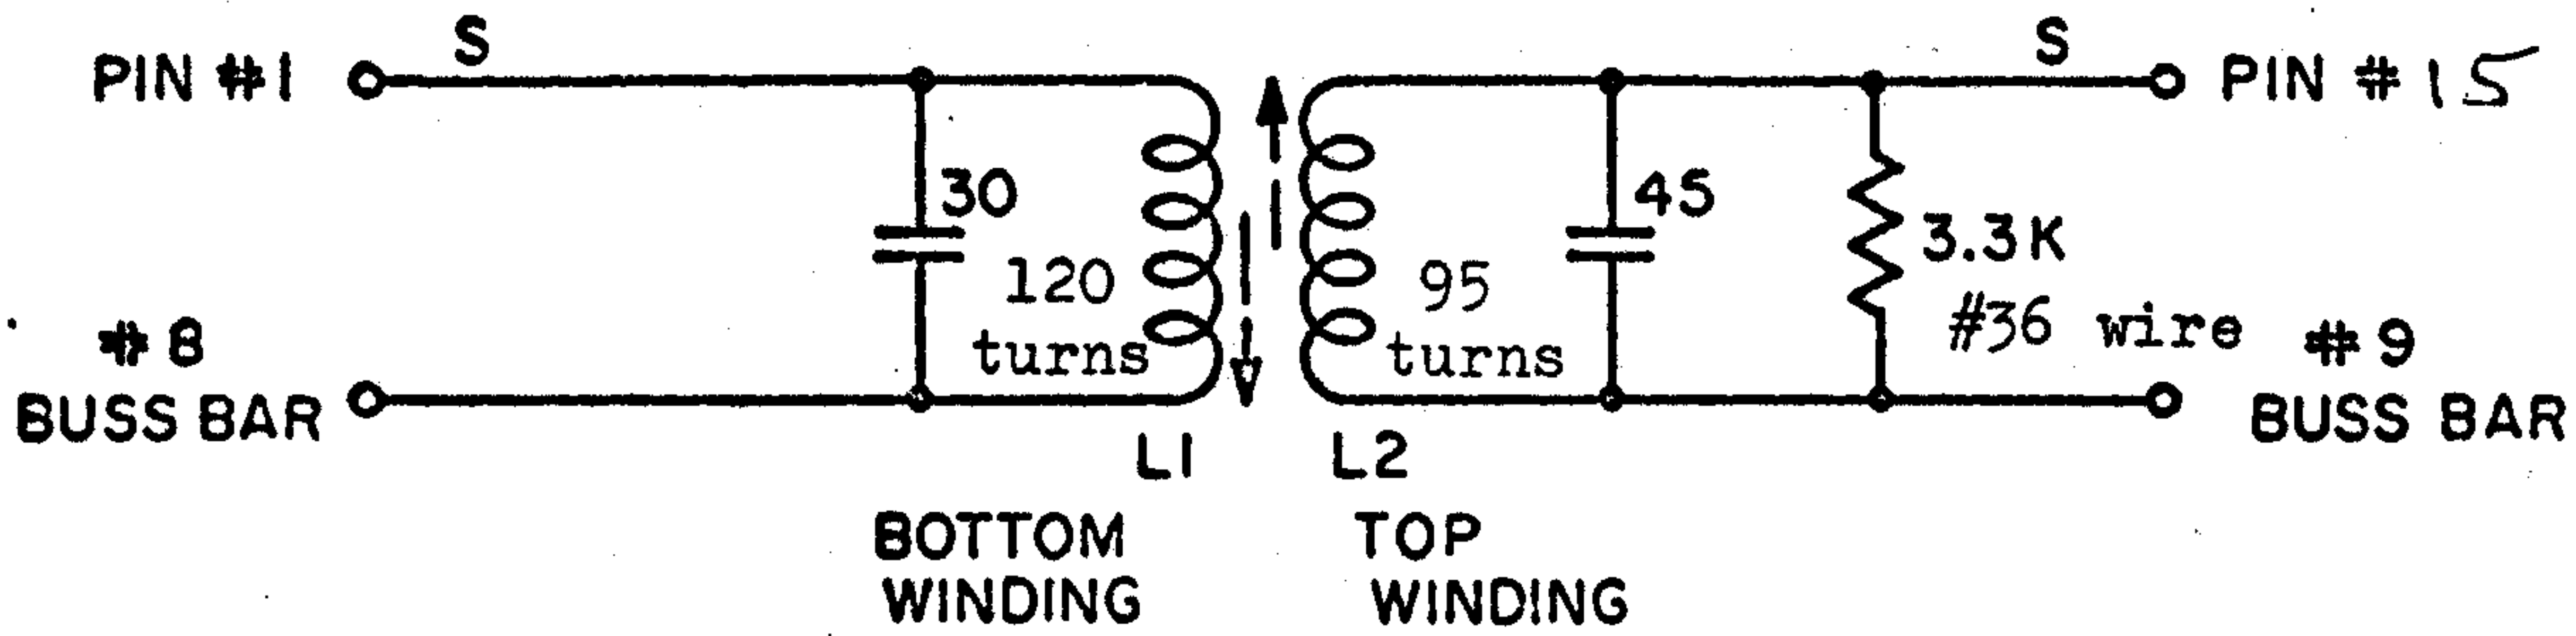 PIN #1
S
S
PIN #15
30
45
3.3K
120
turns
95
turns
#36 wire
#8
BUSS BAR
#9
BUSS BAR
L1
L2
BOTTOM
WINDING
TOP
WINDING